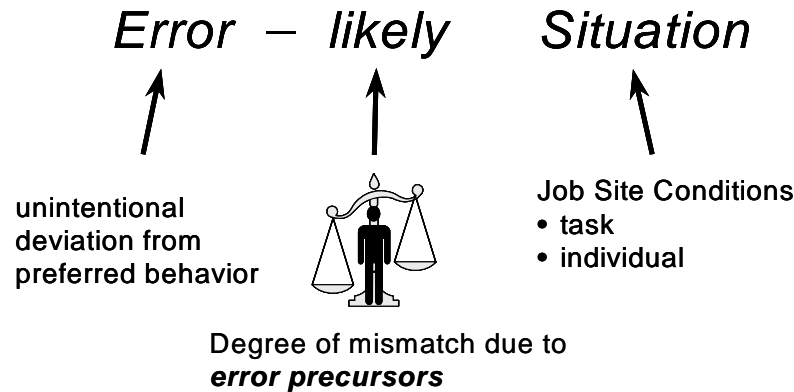 Error – likely Situation
unintentional
deviation from
preferred behavior
Job Site Conditions
• task
• individual
Degree of mismatch due to
error precursors